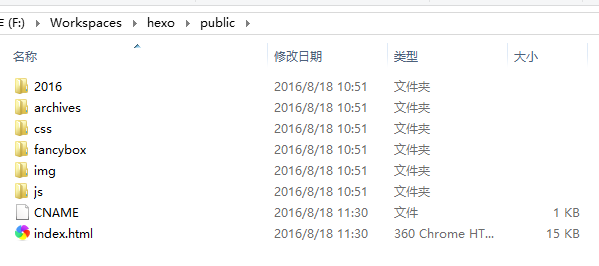 (F:) › Workspaces › hexo › public ›
名称 修改日期 类型 大小
2016 2016/8/18 10:51 文件夹
archives 2016/8/18 10:51 文件夹
css 2016/8/18 10:51 文件夹
fancybox 2016/8/18 10:51 文件夹
img 2016/8/18 10:51 文件夹
js 2016/8/18 10:51 文件夹
CNAME 2016/8/18 11:30 文件 1 KB
index.html 2016/8/18 11:30 360 Chrome HT... 15 KB